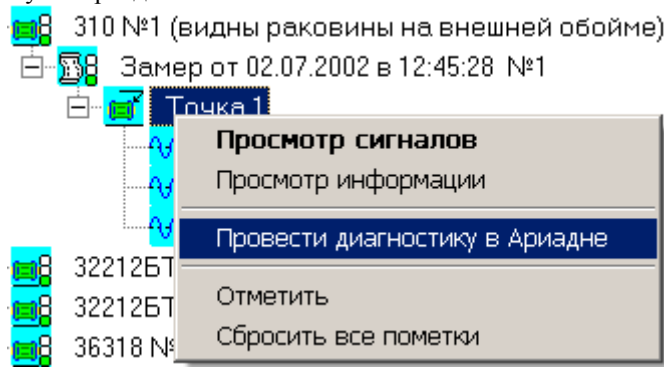 310 №1 (видны раковины на внешней обойме)
Замер от 02.07.2002 в 12:45:28 №1
Точка 1
Просмотр сигналов
Просмотр информации
Провести диагностику в Ариадне
32212БТ
Отметить
32212БТ
Сбросить все пометки
36318 №